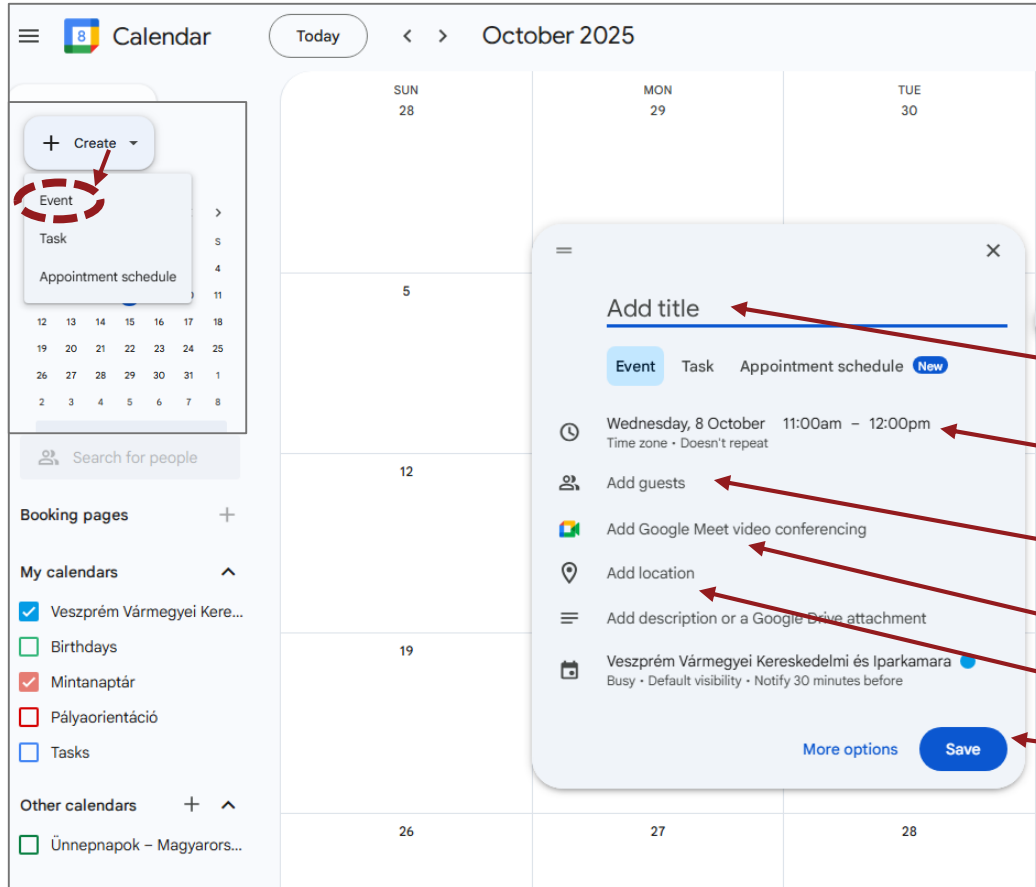 8 Calendar Today October 2025
SUN MON TUE
28 29 30
Create
Event
Task
Appointment schedule
S
4
11
12 13 14 15 16 17 18
19 20 21 22 23 24 25
26 27 28 29 30 31 1
2 3 4 5 6 7 8
Search for people
Booking pages
My calendars
Veszprém Vármegyei Kere...
Birthdays
Mintanaptár
Pályaorientáció
Tasks
Other calendars
Ünnepnapok – Magyarors...
5
12
19
26 27 28
Add title
Event Task Appointment schedule New
Wednesday, 8 October 11:00am – 12:00pm
Time zone • Doesn't repeat
Add guests
Add Google Meet video conferencing
Add location
Add description or a Google Drive attachment
Veszprém Vármegyei Kereskedelmi és Iparkamara
Busy • Default visibility • Notify 30 minutes before
More options Save